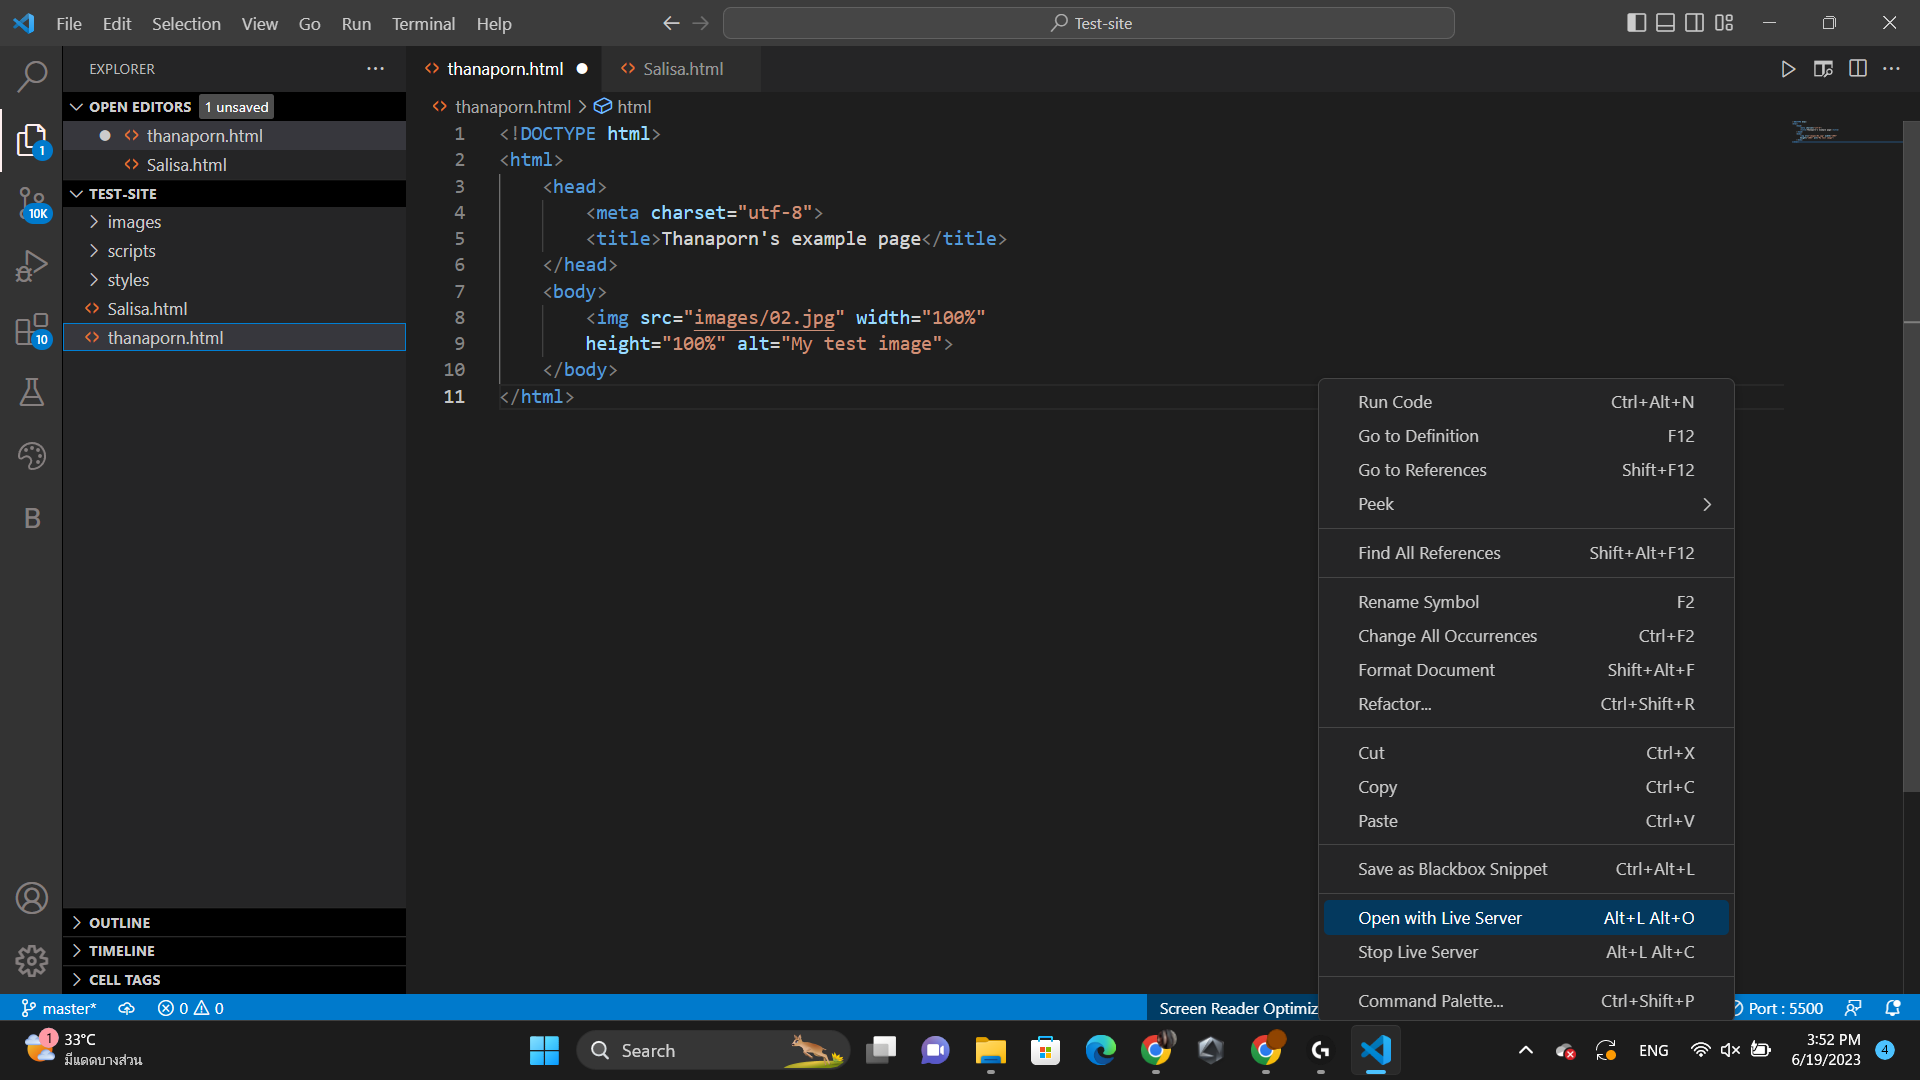 File Edit Selection View Go Run Terminal Help
Test-site
EXPLORER
OPEN EDITORS 1 unsaved
thanaporn.html
Salisa.html
TEST-SITE
images
scripts
styles
Salisa.html
thanaporn.html
OUTLINE
TIMELINE
CELL TAGS
1
10K
10
B
thanaporn.html
Salisa.html
thanaporn.html > html
1 <!DOCTYPE html>
2 <html>
3 <head>
4 <meta charset="utf-8">
5 <title>Thanaporn's example page</title>
6 </head>
7 <body>
8 <img src="images/02.jpg" width="100%"
9 height="100%" alt="My test image">
10 </body>
11 </html>
Run Code Ctrl+Alt+N
Go to Definition F12
Go to References Shift+F12
Peek
Find All References Shift+Alt+F12
Rename Symbol F2
Change All Occurrences Ctrl+F2
Format Document Shift+Alt+F
Refactor... Ctrl+Shift+R
Cut Ctrl+X
Copy Ctrl+C
Paste Ctrl+V
Save as Blackbox Snippet Ctrl+Alt+L
Open with Live Server Alt+L Alt+O
Stop Live Server Alt+L Alt+C
Command Palette... Ctrl+Shift+P
master* 0 0 Screen Reader Optimiz Port : 5500
1 33°C
มีแดดบางส่วน
Search
ENG
3:52 PM
6/19/2023
4